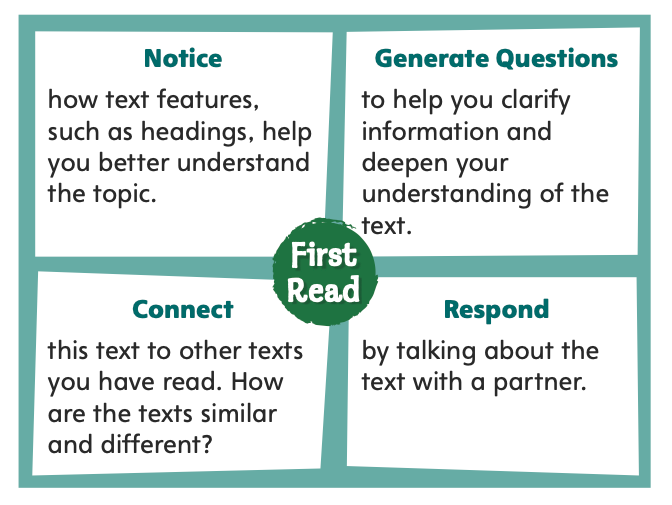 Notice
how text features,
such as headings, help
you better understand
the topic.
Generate Questions
to help you clarify
information and
deepen your
understanding of the
text.
First
Read
Connect
this text to other texts
you have read. How
are the texts similar
and different?
Respond
by talking about the
text with a partner.